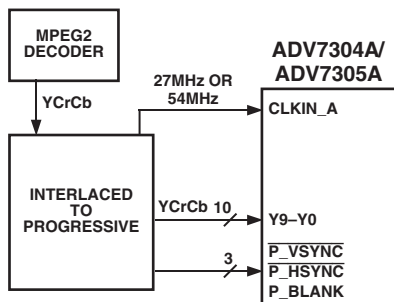 MPEG2
DECODER
YCrCb
27MHz OR
54MHz
INTERLACED
TO
PROGRESSIVE
YCrCb 10
3
ADV7304A/
ADV7305A
CLKIN_A
Y9–Y0
P_VSYNC
P_HSYNC
P_BLANK